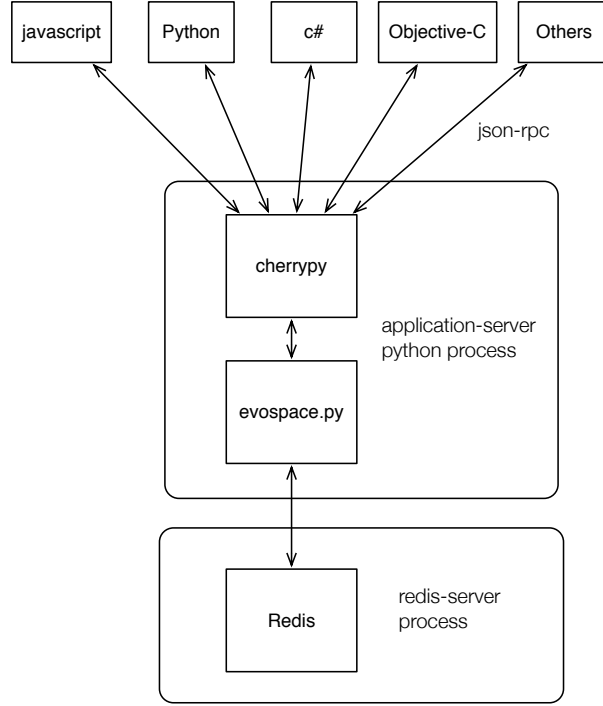 javascript
Python
c#
Objective-C
Others
json-rpc
cherrypy
application-server
python process
evospace.py
redis-server
process
Redis